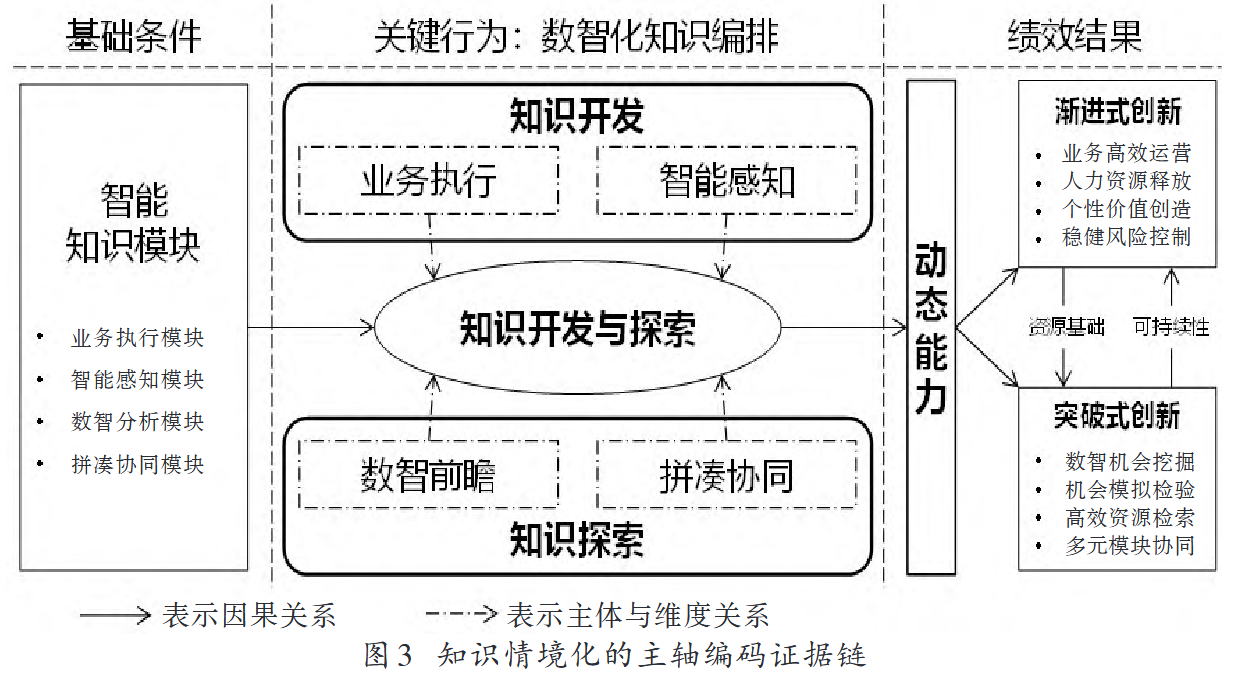 基础条件
关键行为：数智化知识编排
绩效结果
智能
知识模块
• 业务执行模块
• 智能感知模块
• 数智分析模块
• 拼凑协同模块
知识开发
业务执行
智能感知
知识开发与探索
数智前瞻
拼凑协同
知识探索
动态能力
渐进式创新
• 业务高效运营
• 人力资源释放
• 个性价值创造
• 稳健风险控制
资源基础
可持续性
突破式创新
• 数智机会挖掘
• 机会模拟检验
• 高效资源检索
• 多元模块协同
表示因果关系
表示主体与维度关系
图3 知识情境化的主轴编码证据链